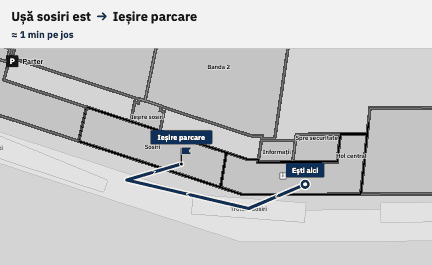 Ușă sosiri est → Ieșire parcare
≈ 1 min pe jos
P Parter
Banda 2
Ieșire sosiri
Ieșire parcare
Sosiri
Spre securitate
Informații
Hol central
Ești aici
sosiri